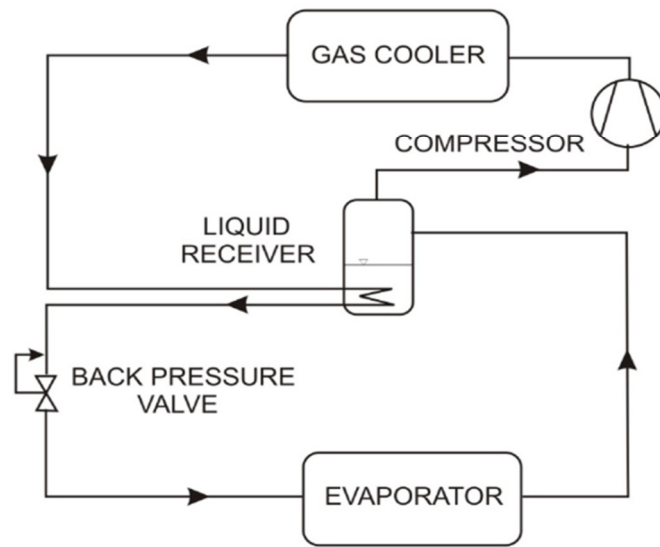 GAS COOLER
COMPRESSOR
LIQUID
RECEIVER
BACK PRESSURE
VALVE
EVAPORATOR